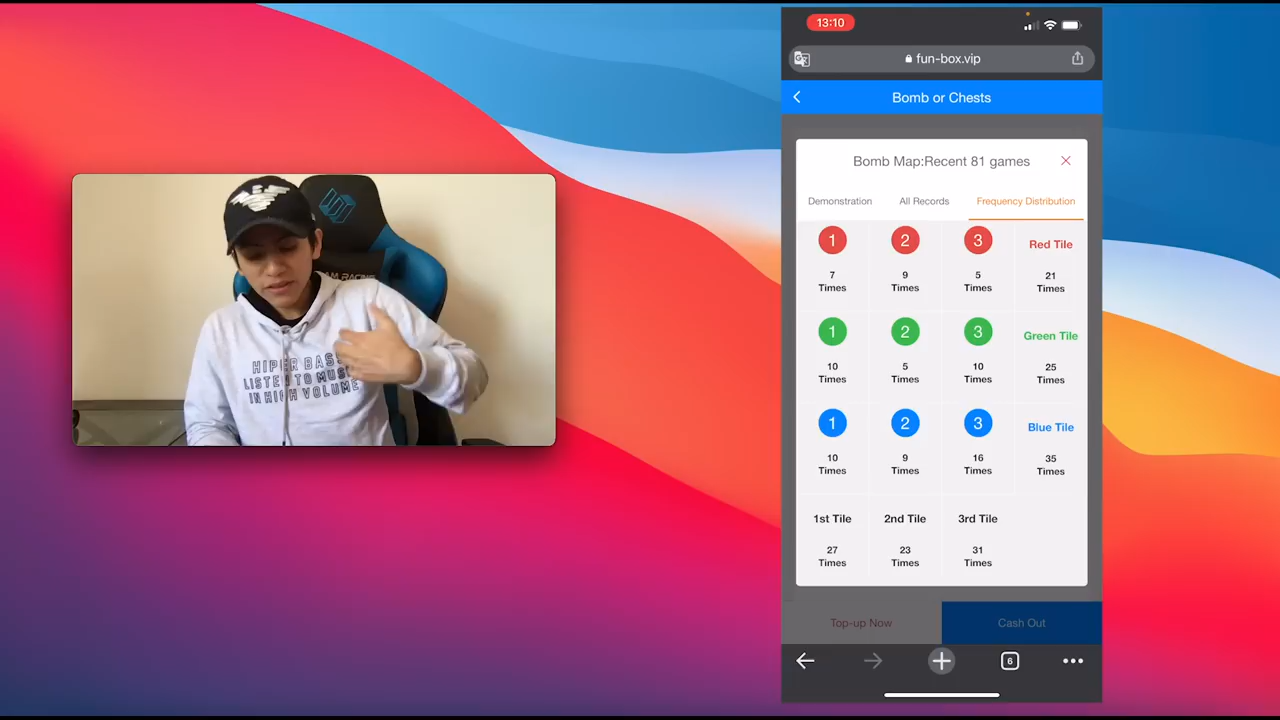 13:10
fun-box.vip
Bomb or Chests
Bomb Map:Recent 81 games
Demonstration All Records Frequency Distribution
1 2 3 Red Tile
7 9 5 21
Times Times Times Times
1 2 3 Green Tile
10 5 10 25
Times Times Times Times
1 2 3 Blue Tile
10 9 16 35
Times Times Times Times
1st Tile 2nd Tile 3rd Tile
27 23 31
Times Times Times
Top-up Now Cash Out
6
HIPER BASS
LISTEN TO MUSIC
IN HIGH VOLUME
AM RACING